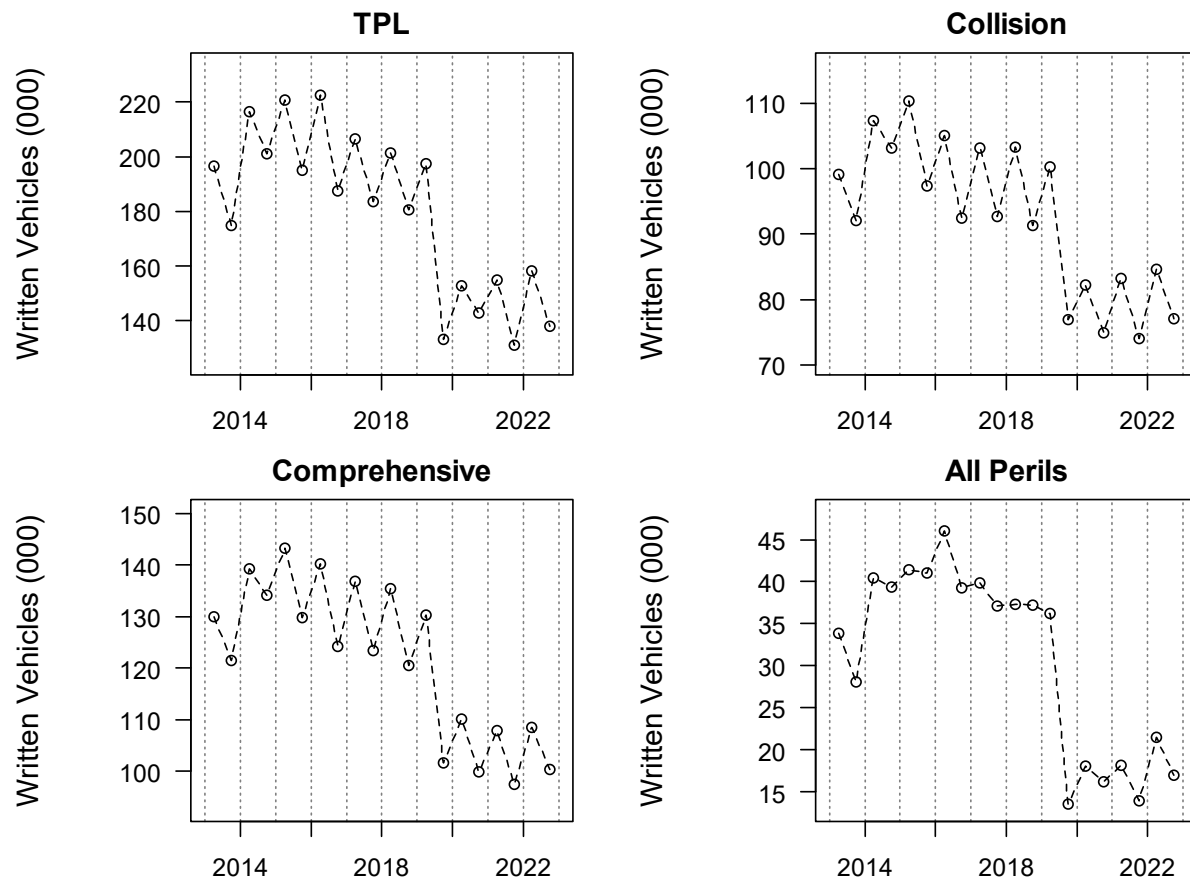 TPL
Written Vehicles (000)
220
200
180
160
140
2014 2018 2022
Collision
Written Vehicles (000)
110
100
90
80
70
2014 2018 2022
Comprehensive
Written Vehicles (000)
150
140
130
120
110
100
2014 2018 2022
All Perils
Written Vehicles (000)
45
40
35
30
25
20
15
2014 2018 2022